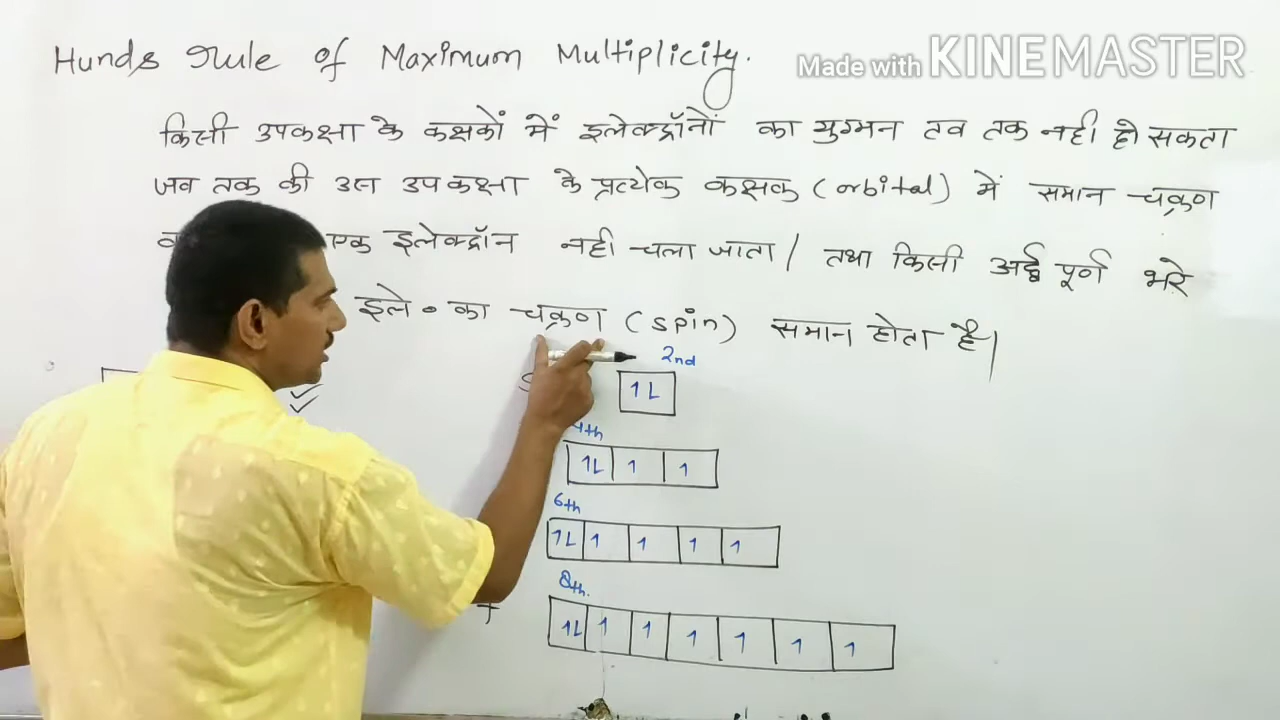 Hunds rule of Maximum Multiplicity.
Made with KINEMASTER
किसी उपकक्षा के कक्षकों में इलेक्ट्रॉनों का युग्मन तब तक नही हो सकता
जब तक की उस उपकक्षा के प्रत्येक कक्षक (orbital) में समान चक्रण
एक इलेक्ट्रॉन नही चला जाता। तथा किसी अर्द्ध पूर्ण भरे
इले० का चक्रण (spin) समान होता है।
2nd
1L
4th
1L 1 1
6th
1L 1 1 1 1
8th.
f
1L 1 1 1 1 1 1